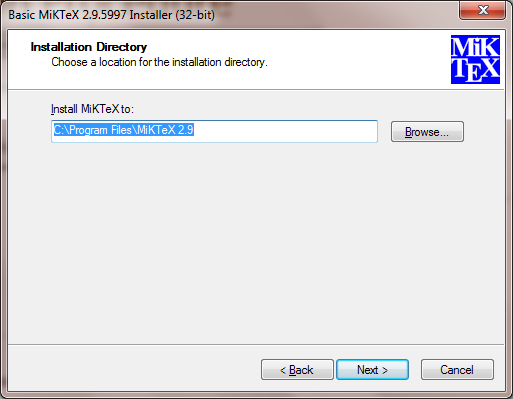 Basic MiKTeX 2.9.5997 Installer (32-bit)
Installation Directory
Choose a location for the installation directory.
MiK
TEX
Install MiKTeX to:
C:\Program Files\MiKTeX 2.9
Browse...
< Back
Next >
Cancel